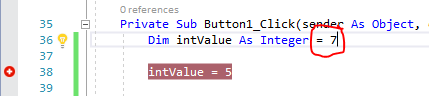 0 references
35 Private Sub Button1_Click(sender As Object,
36 Dim intValue As Integer = 7
37
38 intValue = 5
39